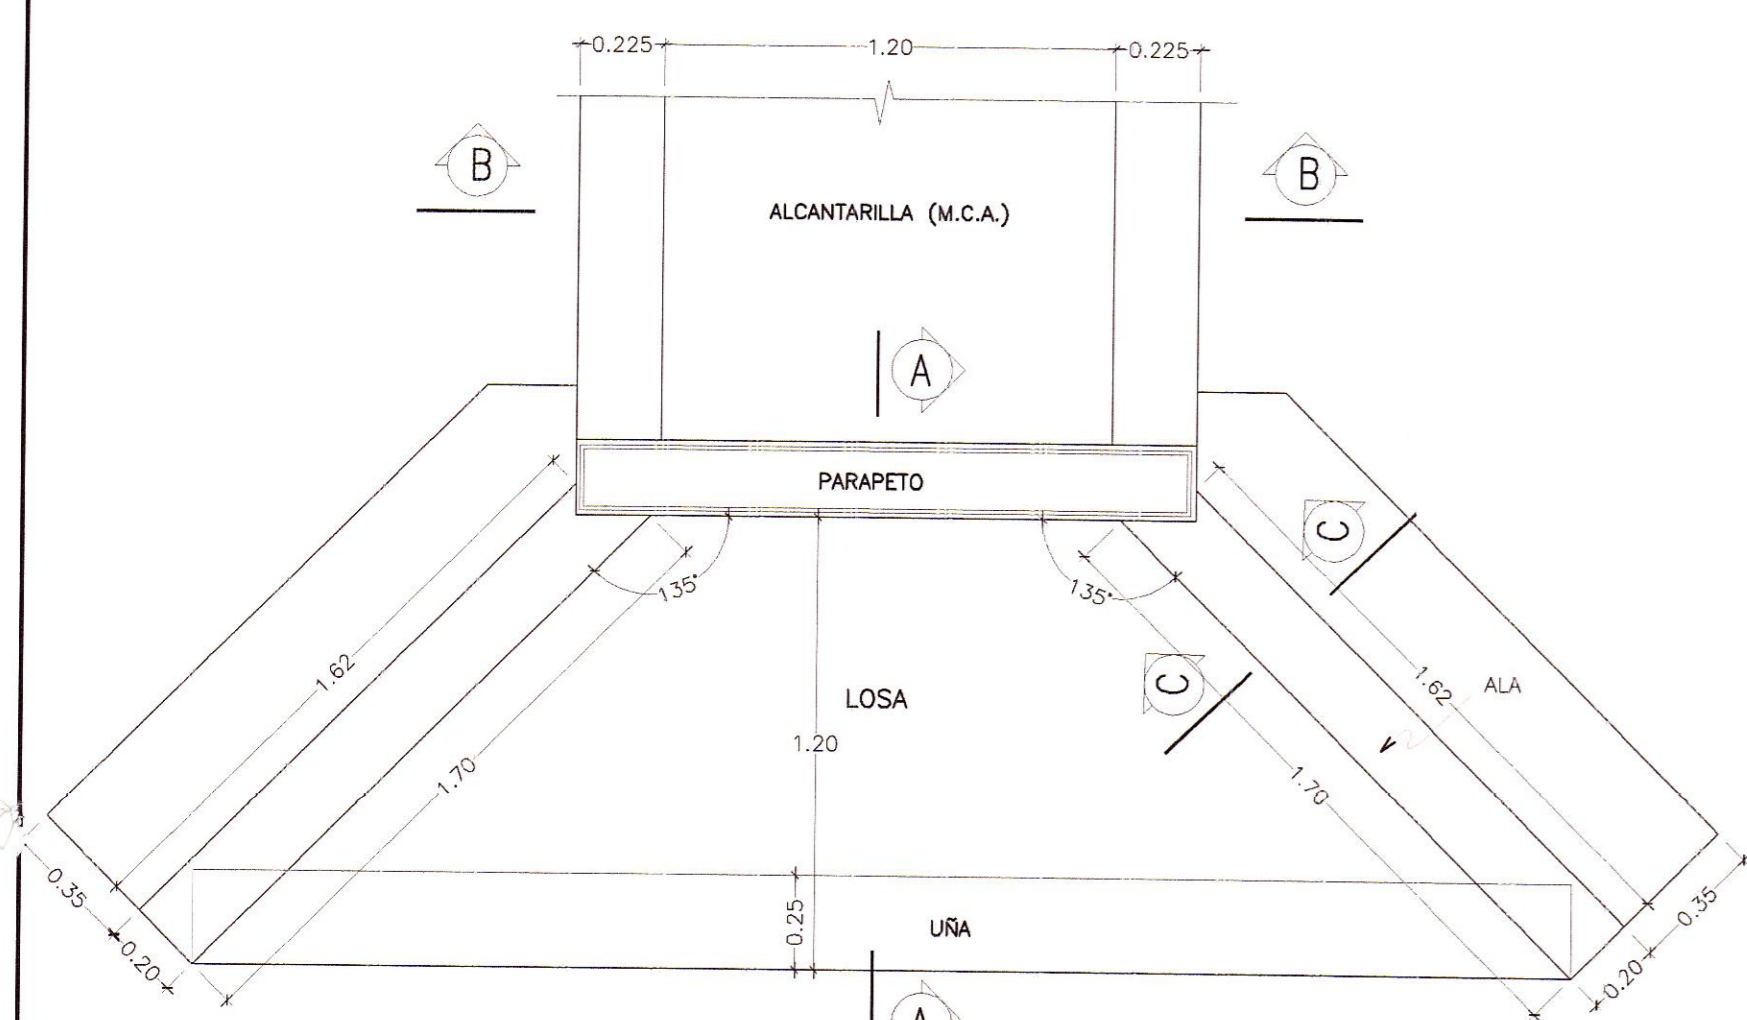 0.225 1.20 0.225
B B
ALCANTARILLA (M.C.A.)
A
PARAPETO
C
135° 135°
1.62
LOSA
C
1.62
ALA
1.20
1.70
1.70
0.35
0.25
UÑA
0.35
0.20
0.20
A